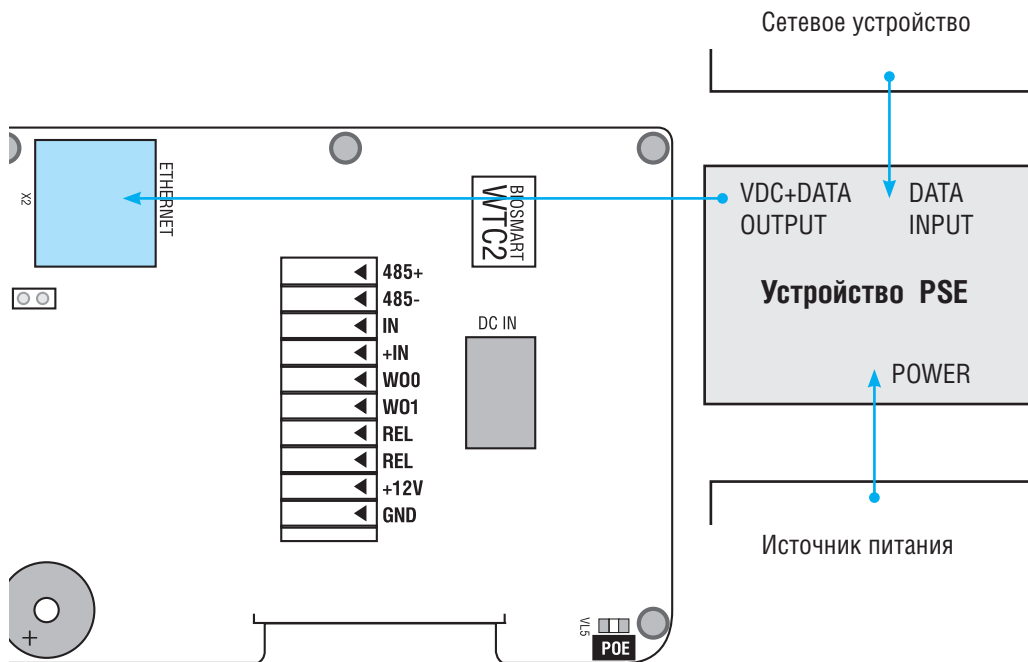 Сетевое устройство
ETHERNET
X2
BIOSMART
WTC2
VDC+DATA
OUTPUT
DATA
INPUT
Устройство PSE
POWER
485+
485-
IN
+IN
W00
W01
REL
REL
+12V
GND
DC IN
Источник питания
+
VL5
POE